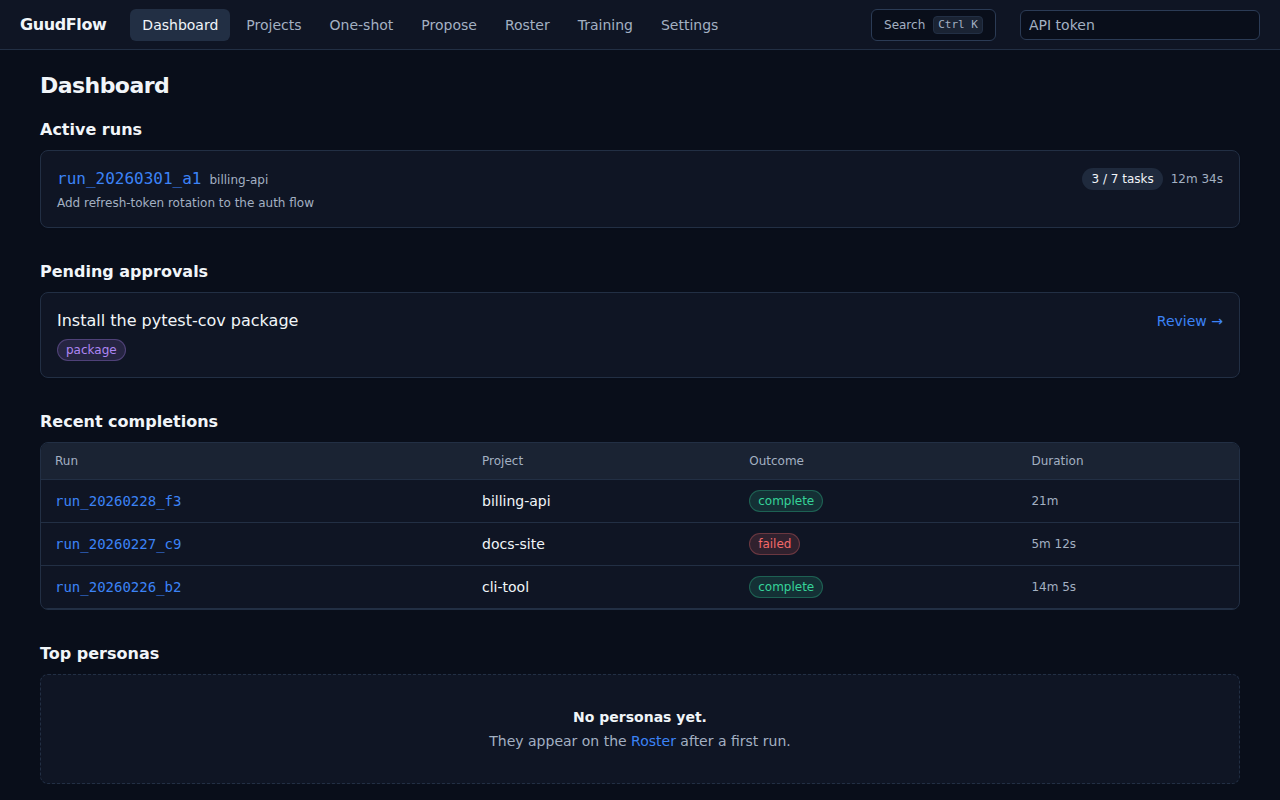 GuudFlow Dashboard Projects One-shot Propose Roster Training Settings Search Ctrl K API token
Dashboard
Active runs
run_20260301_a1 billing-api 3 / 7 tasks 12m 34s
Add refresh-token rotation to the auth flow
Pending approvals
Install the pytest-cov package Review →
package
Recent completions
Run Project Outcome Duration
run_20260228_f3 billing-api complete 21m
run_20260227_c9 docs-site failed 5m 12s
run_20260226_b2 cli-tool complete 14m 5s
Top personas
No personas yet.
They appear on the Roster after a first run.